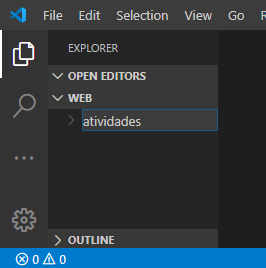 File Edit Selection View Go R
EXPLORER
OPEN EDITORS
WEB
atividades
OUTLINE
0 0